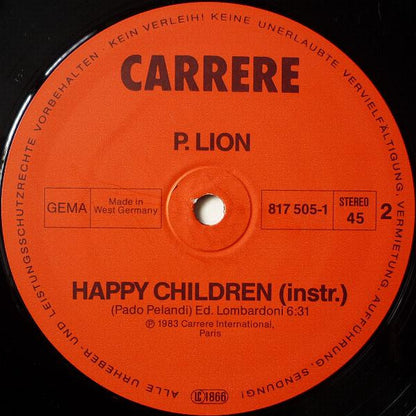 ALLE URHEBER- UND LEISTUNGSSCHUTZRECHTE VORBEHALTEN. KEIN VERLEIH! KEINE UNERLAUBTE VERVIELFÄLTIGUNG, VERMIETUNG, AUFFÜHRUNG, SENDUNG!
CARRERE
P. LION
GEMA Made in West Germany 817 505-1 STEREO 45 2
HAPPY CHILDREN (instr.)
(Pado Pelandi) Ed. Lombardoni 6:31
℗ 1983 Carrere International,
Paris
LC 1866